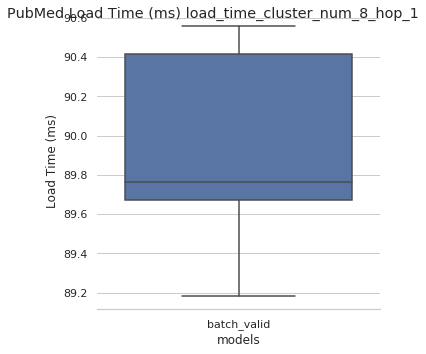 PubMed Load Time (ms) load_time_cluster_num_8_hop_1
90.6
90.4
90.2
90.0
89.8
89.6
89.4
89.2
Load Time (ms)
batch_valid
models